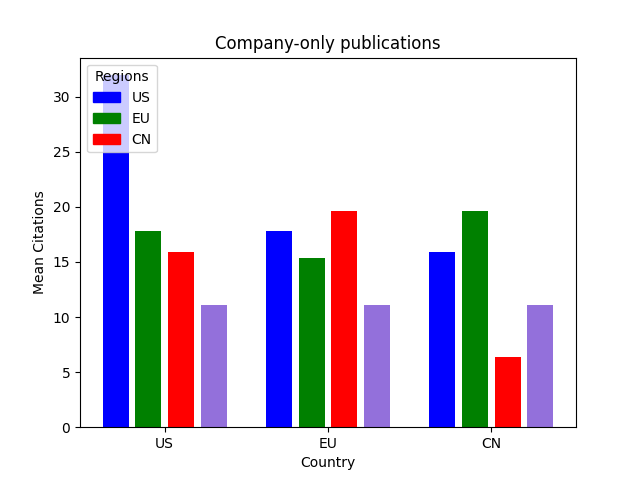 Company-only publications
Regions
US
EU
CN
30
25
20
15
10
5
0
Mean Citations
US EU CN
Country